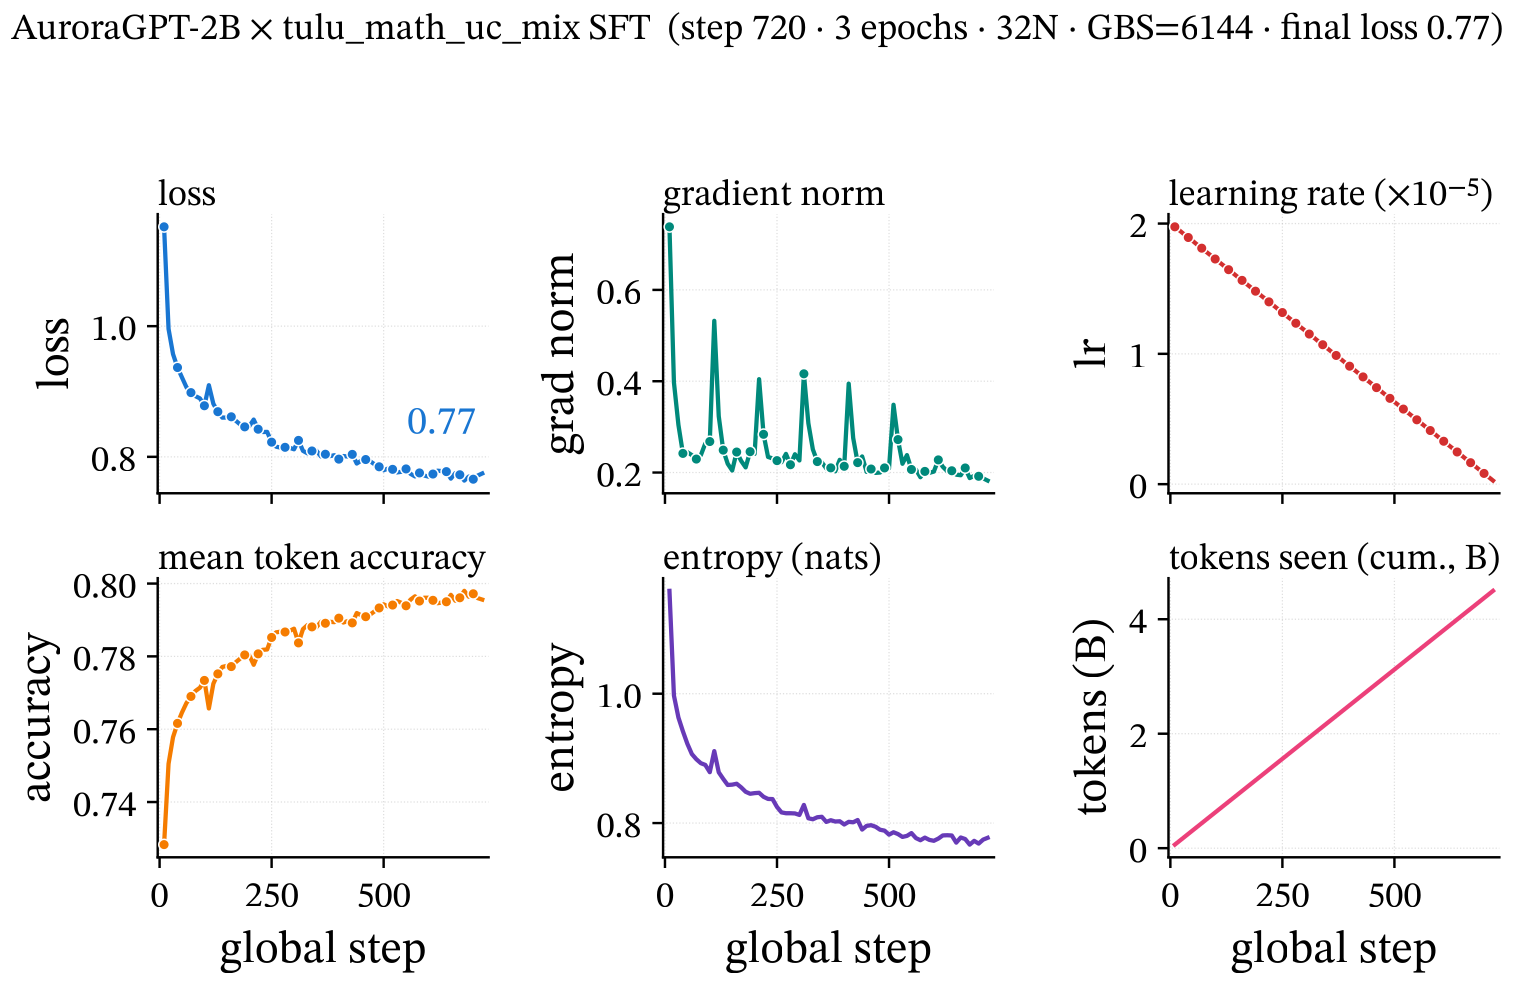 AuroraGPT-2B × tulu_math_uc_mix SFT (step 720 · 3 epochs · 32N · GBS=6144 · final loss 0.77)
loss
loss
1.0
0.8
0.77
gradient norm
grad norm
0.6
0.4
0.2
learning rate (×10⁻⁵)
lr
2
1
0
mean token accuracy
accuracy
0.80
0.78
0.76
0.74
0
250
500
global step
entropy (nats)
entropy
1.0
0.8
0
250
500
global step
tokens seen (cum., B)
tokens (B)
4
2
0
0
250
500
global step